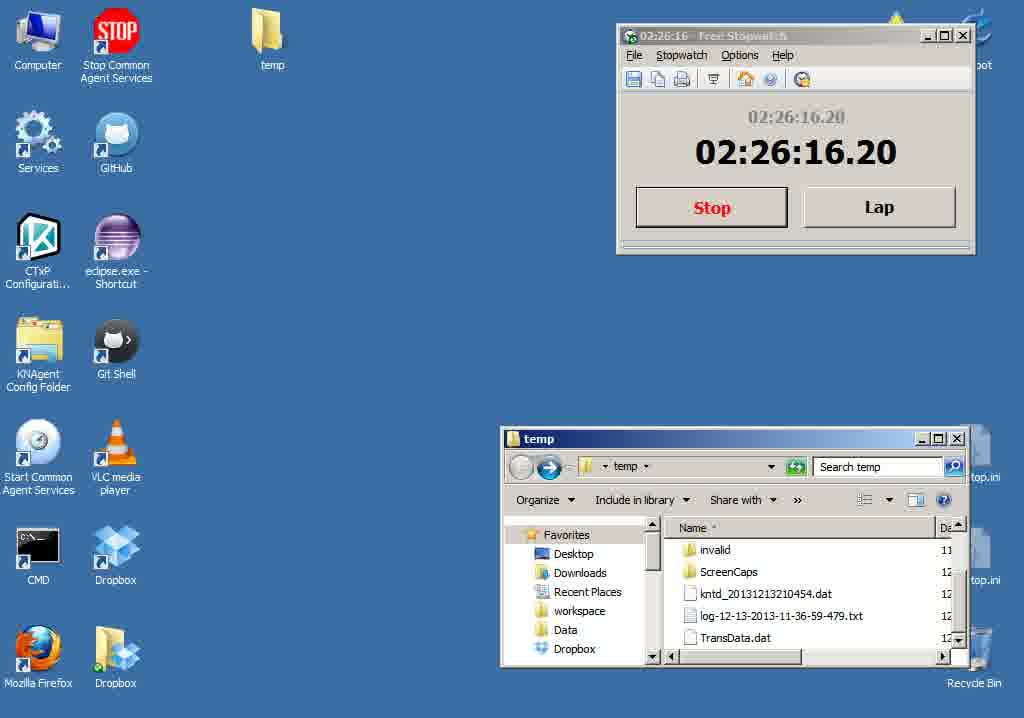 Computer
STOP
Stop Common
Agent Services
temp
Services
GitHub
CTxP
Configurati...
eclipse.exe -
Shortcut
KNAgent
Config Folder
Git Shell
Start Common
Agent Services
VLC media
player
C:\
CMD
Dropbox
Mozilla Firefox
Dropbox
02:26:16 - Free Stopwatch
File Stopwatch Options Help
02:26:16.20
02:26:16.20
Stop Lap
temp
temp
Search temp
Organize Include in library Share with »
Favorites
Desktop
Downloads
Recent Places
workspace
Data
Dropbox
Name Da
invalid 11
ScreenCaps 12
kntd_20131213210454.dat 12
log-12-13-2013-11-36-59-479.txt 12
TransData.dat 12
oot
top.ini
top.ini
Recycle Bin